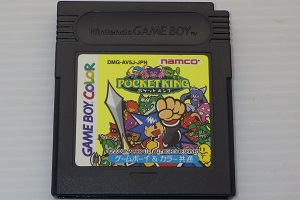 Nintendo GAME BOY
DMG-AV5J-JPN
namco
POCKET KING
ポケットキング
GAME BOY COLOR
ゲームボーイ & カラー共通